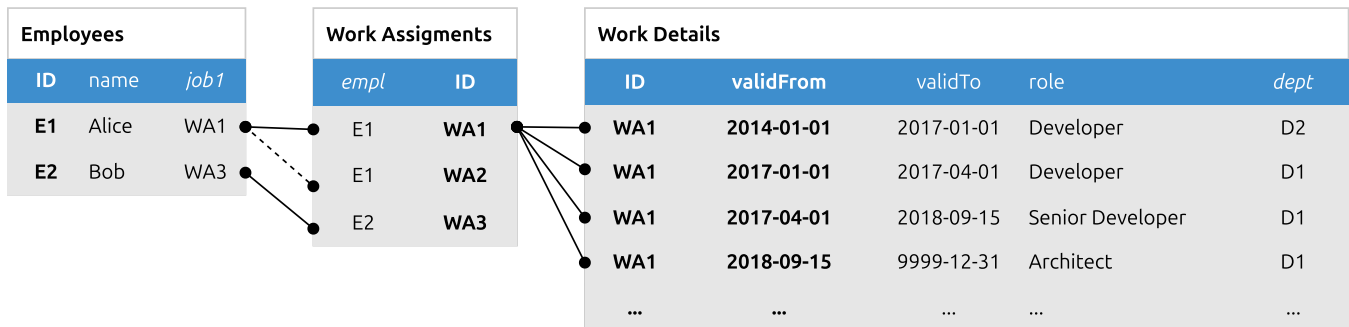 Employees Work Assigments Work Details
ID name job1 empl ID ID validFrom validTo role dept
E1 Alice WA1 E1 WA1 WA1 2014-01-01 2017-01-01 Developer D2
E2 Bob WA3 E1 WA2 WA1 2017-01-01 2017-04-01 Developer D1
E2 WA3 WA1 2017-04-01 2018-09-15 Senior Developer D1
WA1 2018-09-15 9999-12-31 Architect D1
... ... ... ... ...